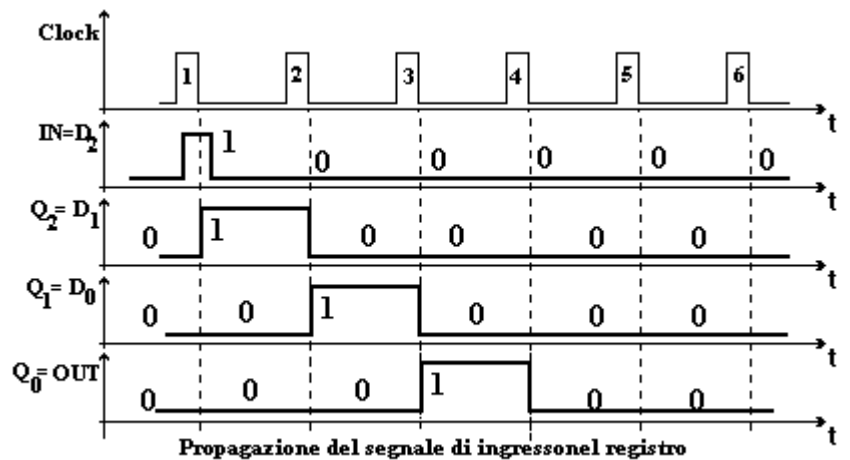 Clock
1 2 3 4 5 6
t
IN=D2
1 0 0 0 0 0
t
Q2= D1
0 1 0 0 0 0
t
Q1= D0
0 0 1 0 0 0
t
Q0=OUT
0 0 0 1 0 0
t
Propagazione del segnale di ingressonel registro